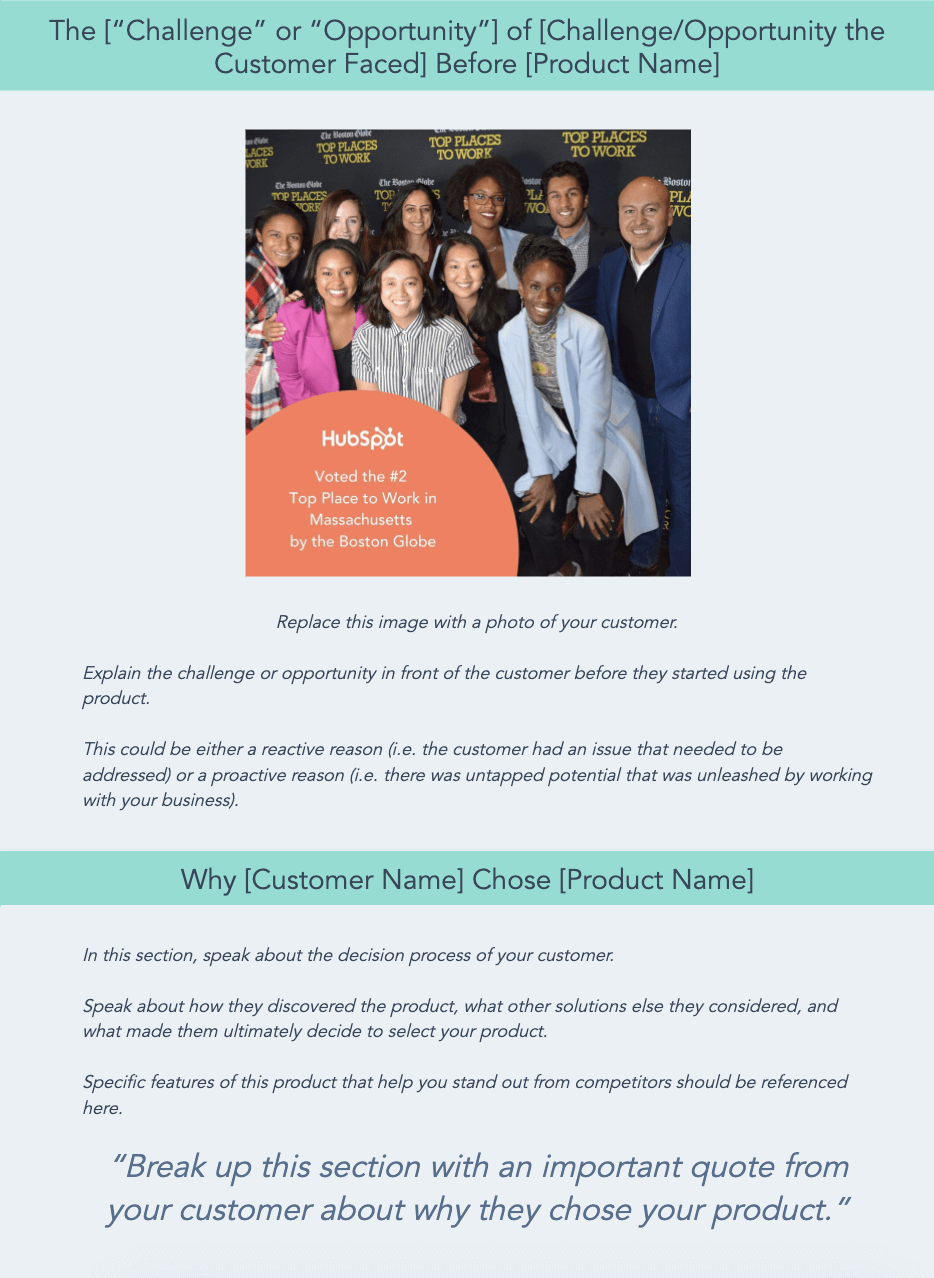 The [“Challenge” or “Opportunity”] of [Challenge/Opportunity the
Customer Faced] Before [Product Name]
The Boston Globe
TOP PLACES
TO WORK
TOP PLACES
TO WORK
The Boston Globe
TOP PLACES
TO WORK
LACES
WORK
The Boston Globe
TOP PLACES
The Boston Globe
HubSpot
Voted the #2
Top Place to Work in
Massachusetts
by the Boston Globe
Replace this image with a photo of your customer.
Explain the challenge or opportunity in front of the customer before they started using the
product.
This could be either a reactive reason (i.e. the customer had an issue that needed to be
addressed) or a proactive reason (i.e. there was untapped potential that was unleashed by working
with your business).
Why [Customer Name] Chose [Product Name]
In this section, speak about the decision process of your customer.
Speak about how they discovered the product, what other solutions else they considered, and
what made them ultimately decide to select your product.
Specific features of this product that help you stand out from competitors should be referenced
here.
“Break up this section with an important quote from
your customer about why they chose your product.”